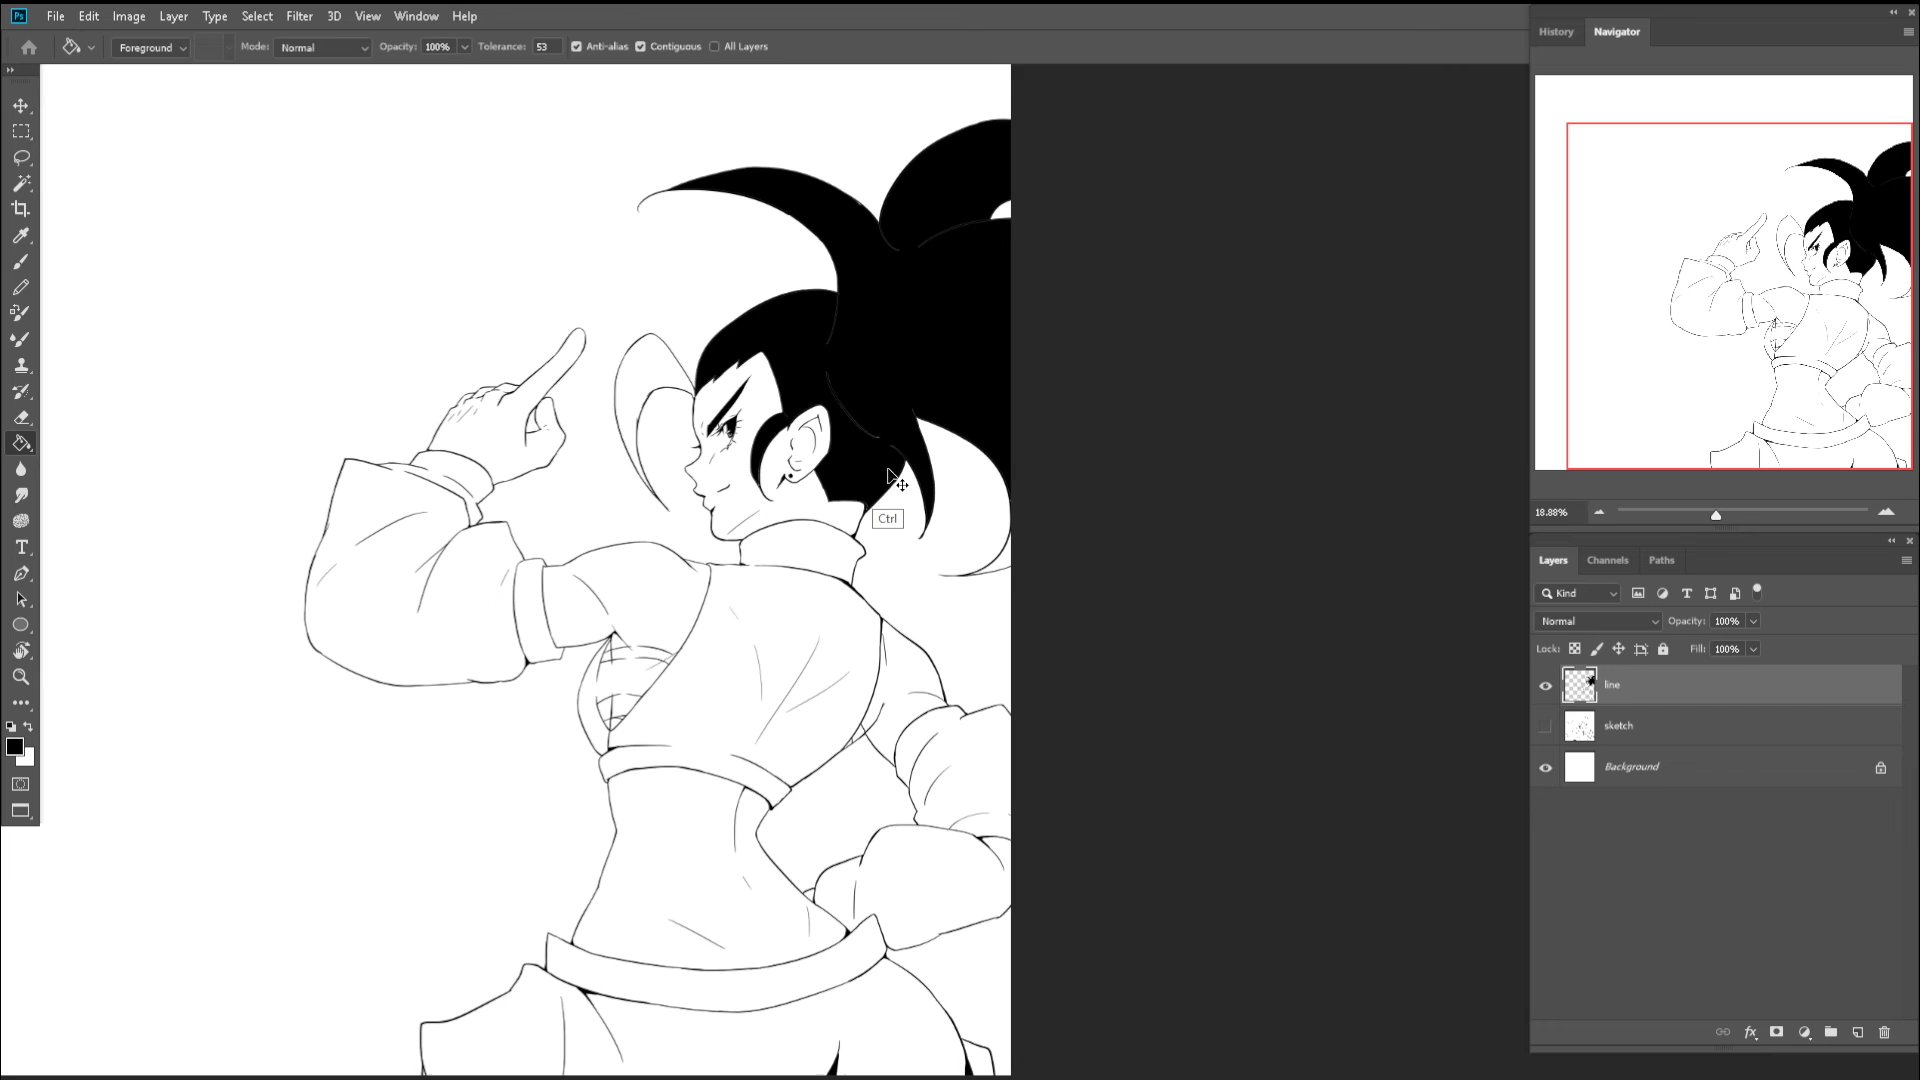 Ps File Edit Image Layer Type Select Filter 3D View Window Help
Foreground Mode: Normal Opacity: 100% Tolerance: 53 Anti-alias Contiguous All Layers
History Navigator
Ctrl
18.88%
Layers Channels Paths
Kind
Normal Opacity: 100%
Lock: Fill: 100%
line
sketch
Background